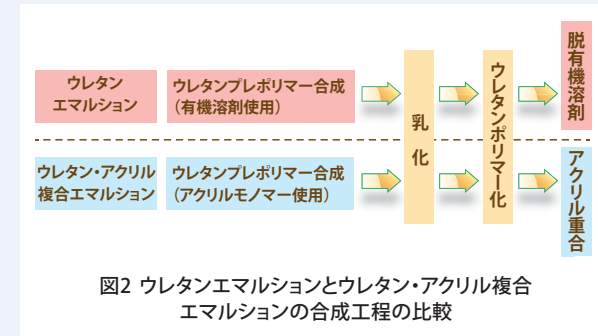 ウレタン
エマルション
ウレタンプレポリマー合成
（有機溶剤使用）
乳化
ウレタンポリマー化
脱有機溶剤
ウレタン・アクリル
複合エマルション
ウレタンプレポリマー合成
（アクリルモノマー使用）
アクリル重合
図2 ウレタンエマルションとウレタン・アクリル複合
エマルションの合成工程の比較